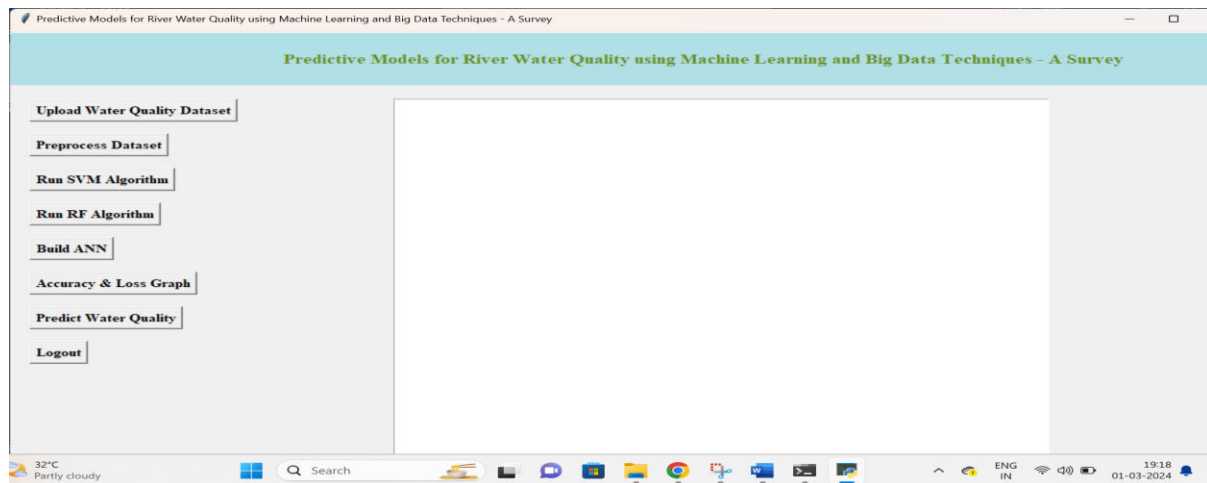 Predictive Models for River Water Quality using Machine Learning and Big Data Techniques - A Survey
Predictive Models for River Water Quality using Machine Learning and Big Data Techniques - A Survey
Upload Water Quality Dataset
Preprocess Dataset
Run SVM Algorithm
Run RF Algorithm
Build ANN
Accuracy & Loss Graph
Predict Water Quality
Logout
32°C
Partly cloudy
Search
ENG
IN
19:18
01-03-2024